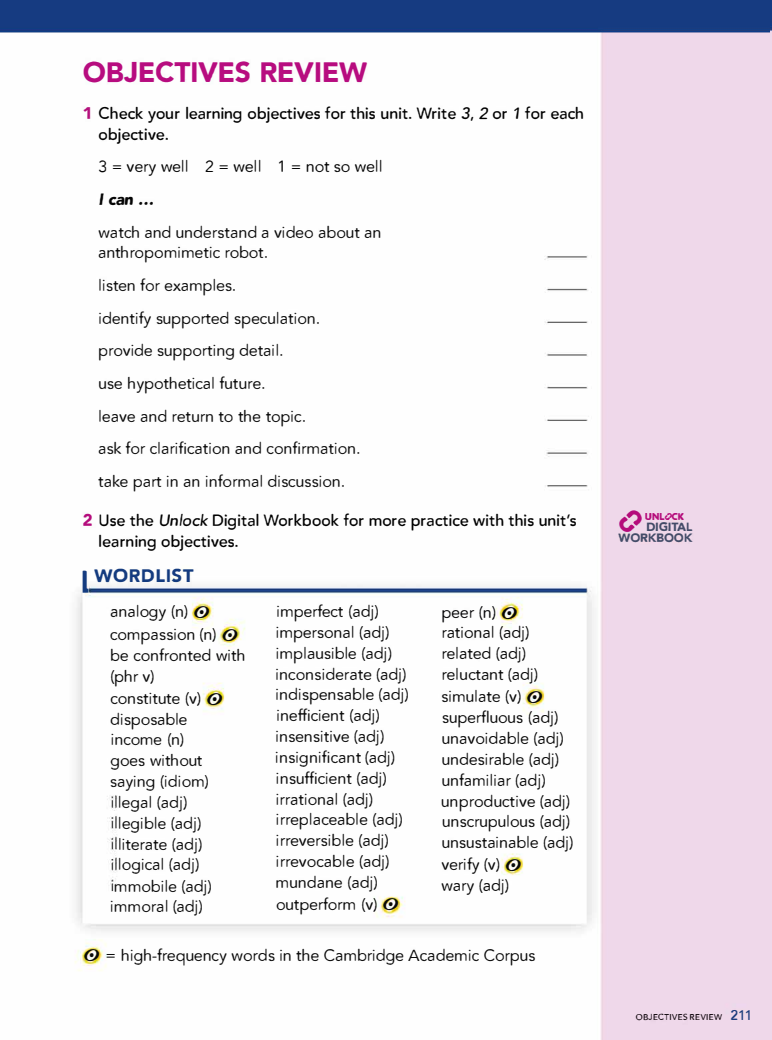 OBJECTIVES REVIEW
1 Check your learning objectives for this unit. Write 3, 2 or 1 for each
objective.
3 = very well 2 = well 1 = not so well
I can ...
watch and understand a video about an
anthropomimetic robot.
listen for examples.
identify supported speculation.
provide supporting detail.
use hypothetical future.
leave and return to the topic.
ask for clarification and confirmation.
take part in an informal discussion.
2 Use the Unlock Digital Workbook for more practice with this unit's
learning objectives.
UNLOCK
DIGITAL
WORKBOOK
WORDLIST
analogy (n)
compassion (n)
be confronted with
(phr v)
constitute (v)
disposable
income (n)
goes without
saying (idiom)
illegal (adj)
illegible (adj)
illiterate (adj)
illogical (adj)
immobile (adj)
immoral (adj)
imperfect (adj)
impersonal (adj)
implausible (adj)
inconsiderate (adj)
indispensable (adj)
inefficient (adj)
insensitive (adj)
insignificant (adj)
insufficient (adj)
irrational (adj)
irreplaceable (adj)
irreversible (adj)
irrevocable (adj)
mundane (adj)
outperform (v)
peer (n)
rational (adj)
related (adj)
reluctant (adj)
simulate (v)
superfluous (adj)
unavoidable (adj)
undesirable (adj)
unfamiliar (adj)
unproductive (adj)
unscrupulous (adj)
unsustainable (adj)
verify (v)
wary (adj)
= high-frequency words in the Cambridge Academic Corpus
OBJECTIVES REVIEW 211